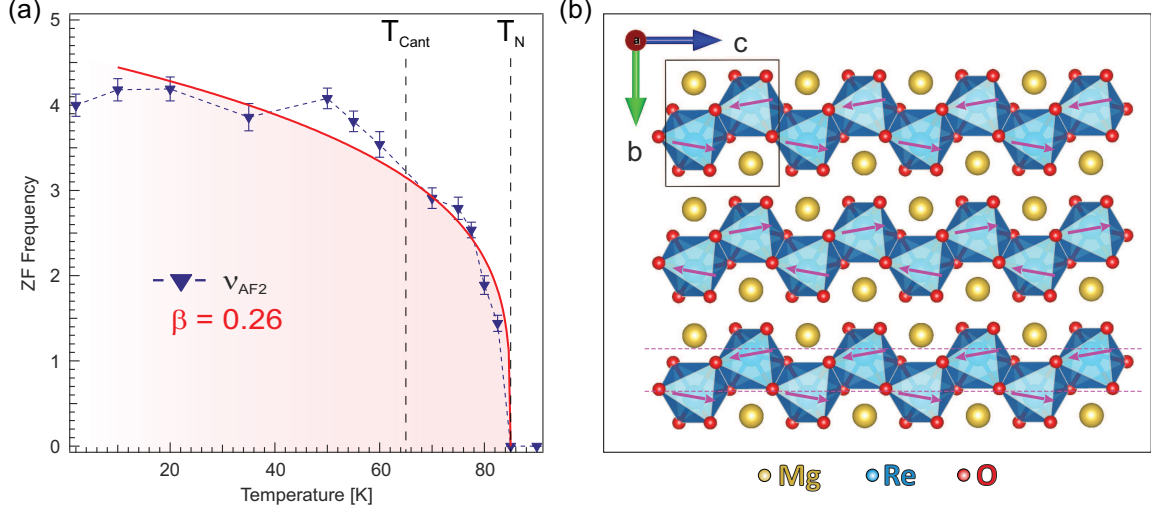 (a)
5
4
3
2
1
0
ZF Frequency
20
40
60
80
Temperature [K]
T_Cant
T_N
ν_AF2
β = 0.26
(b)
a
c
b
Mg
Re
O